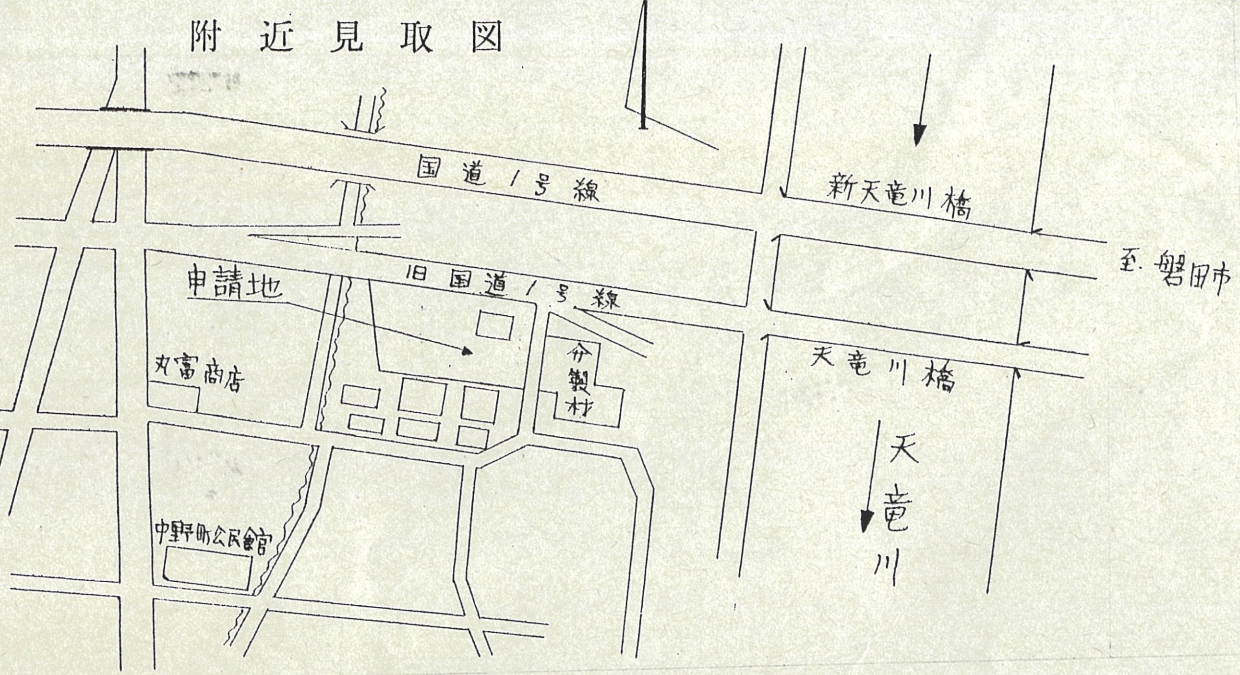 附近見取図
国道1号線
新天竜川橋
至.磐田市
旧国道1号線
申請地
天竜川橋
丸富商店
製材
天竜川
中野町公民館